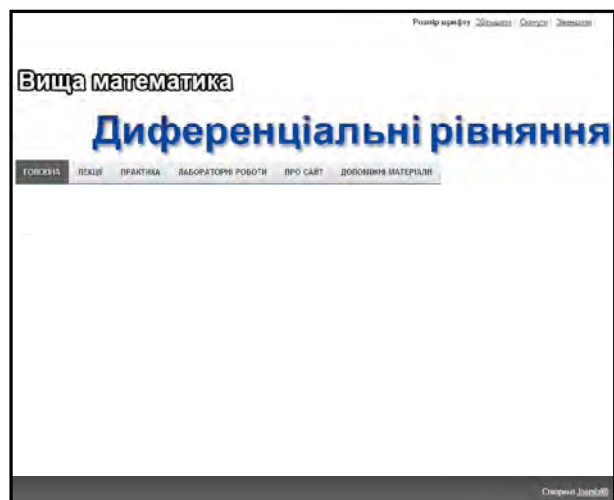 Розмір шрифту Збільшити Скинути Зменшити
Вища математика
Диференціальні рівняння
ГОЛОВНА ЛЕКЦІЇ ПРАКТИКА ЛАБОРАТОРНІ РОБОТИ ПРО САЙТ ДОПОМІЖНІ МАТЕРІАЛИ
Створено Joomla!®